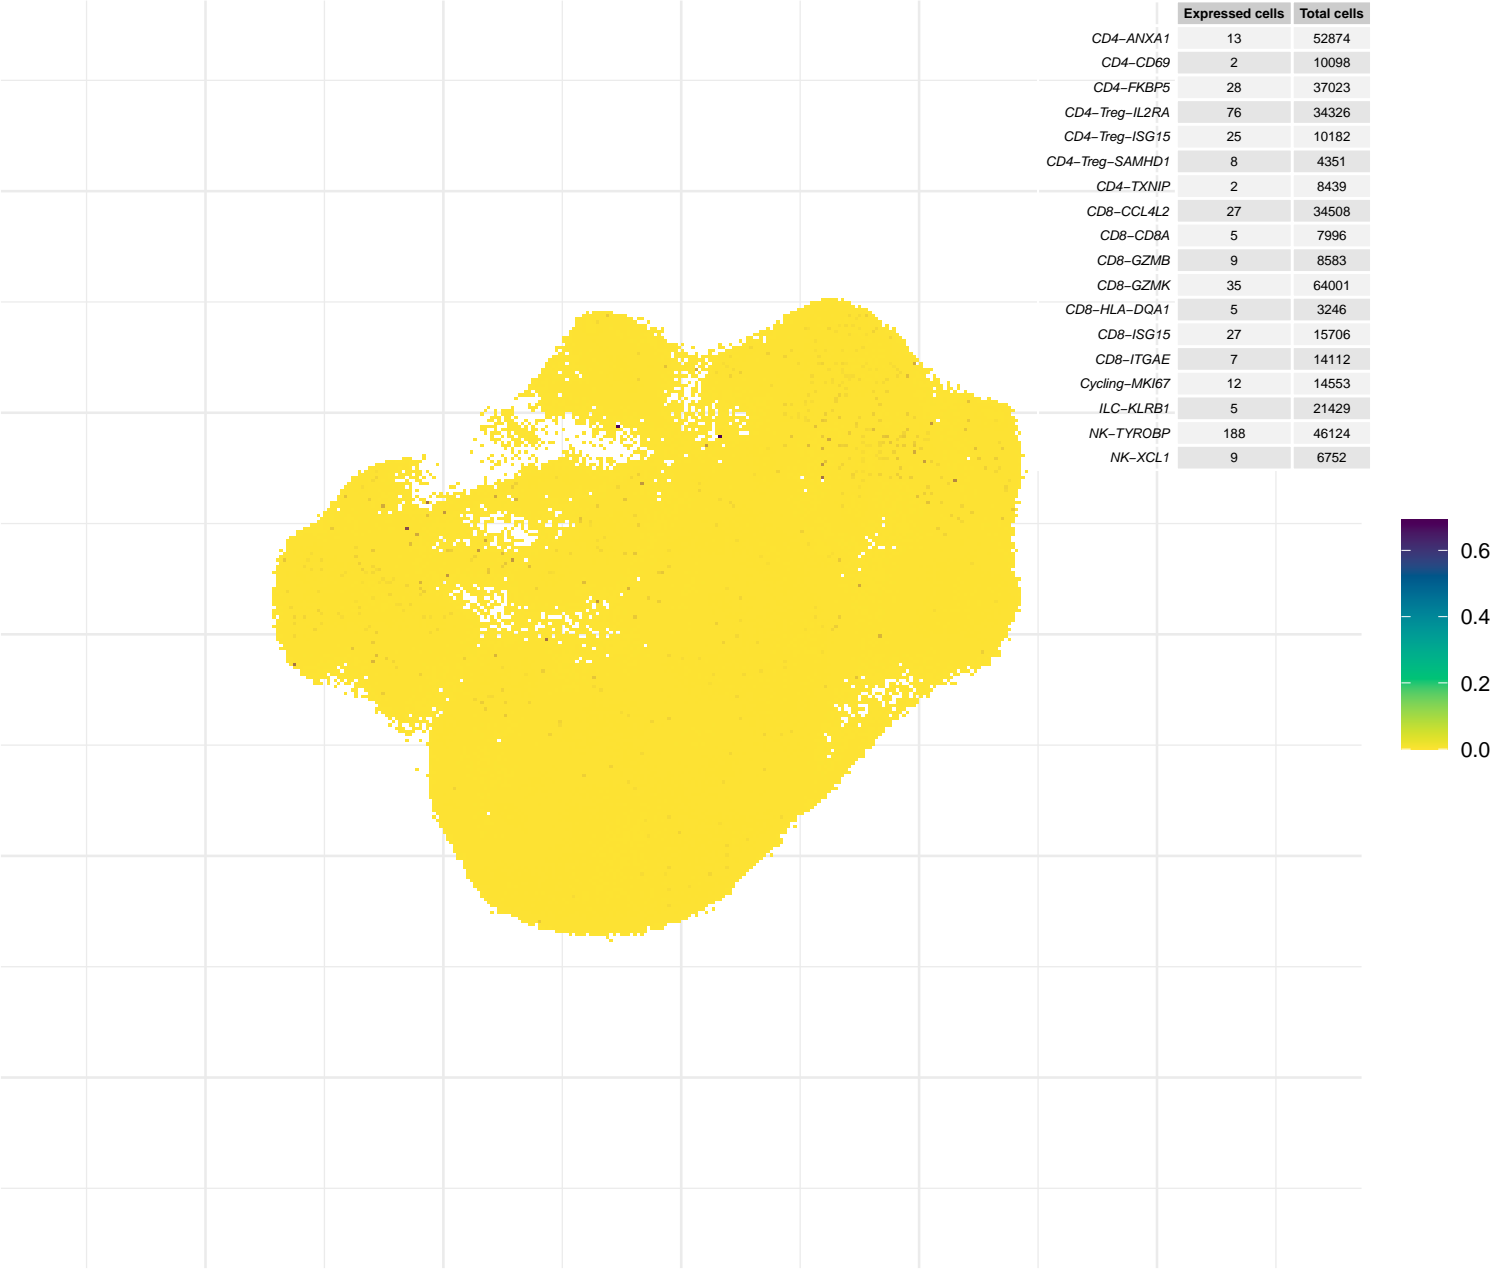 Expressed cells Total cells
CD4−ANXA1 13 52874
CD4−CD69 2 10098
CD4−FKBP5 28 37023
CD4−Treg−IL2RA 76 34326
CD4−Treg−ISG15 25 10182
CD4−Treg−SAMHD1 8 4351
CD4−TXNIP 2 8439
CD8−CCL4L2 27 34508
CD8−CD8A 5 7996
CD8−GZMB 9 8583
CD8−GZMK 35 64001
CD8−HLA−DQA1 5 3246
CD8−ISG15 27 15706
CD8−ITGAE 7 14112
Cycling−MKI67 12 14553
ILC−KLRB1 5 21429
NK−TYROBP 188 46124
NK−XCL1 9 6752
0.6
0.4
0.2
0.0